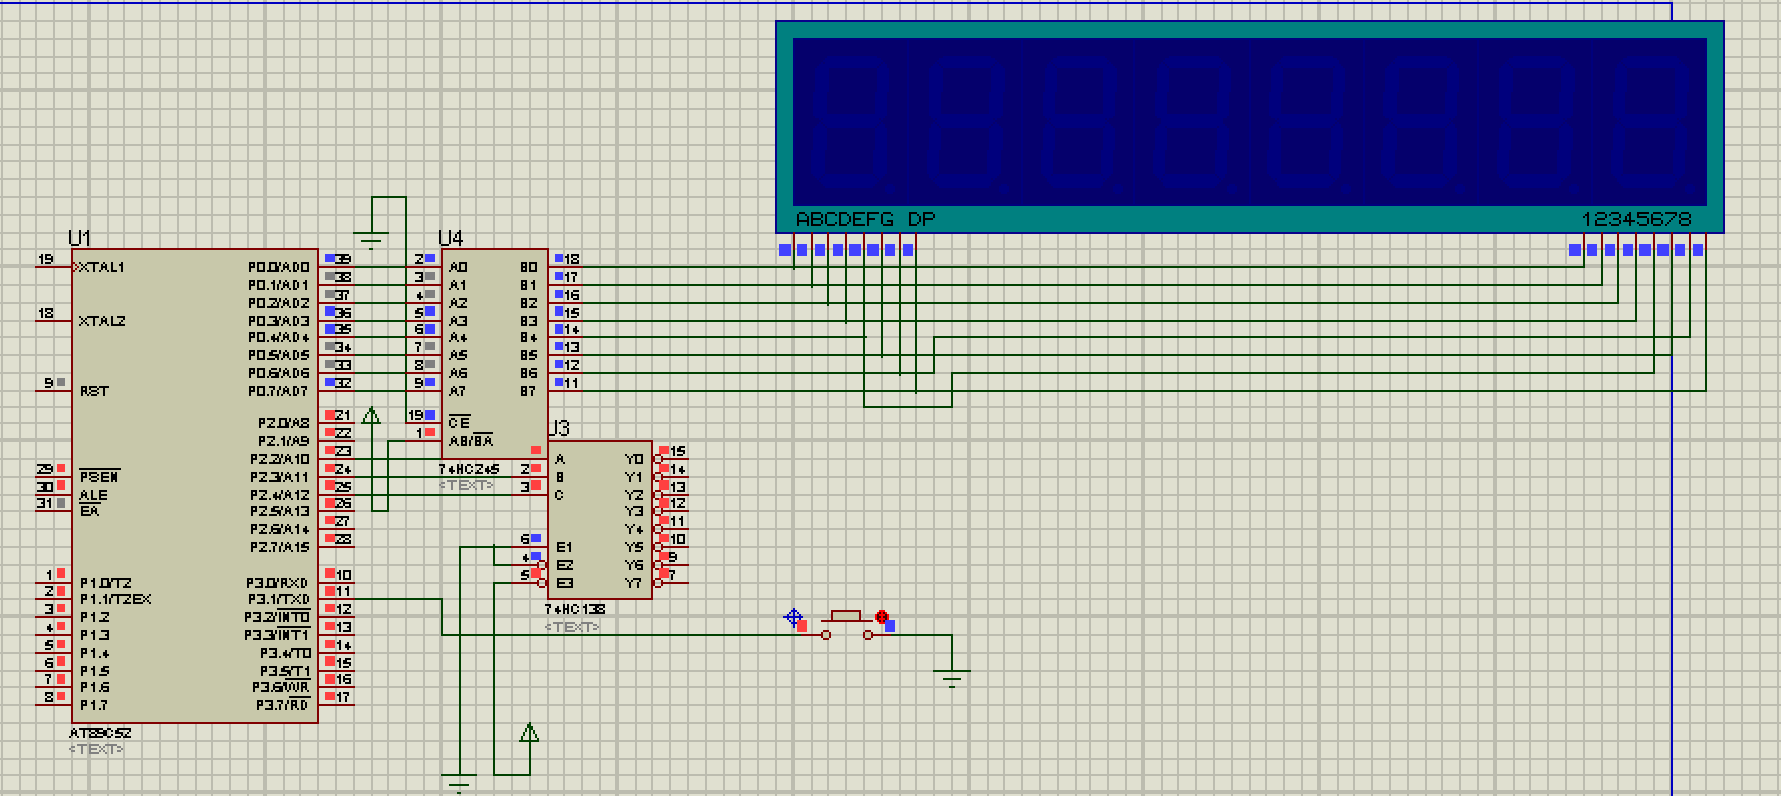 ABCDEFG DP
12345678
U1
U4
19 XTAL1
P0.0/AD0 39
2 A0
B0 18
P0.1/AD1 38
3 A1
B1 17
P0.2/AD2 37
4 A2
B2 16
18 XTAL2
P0.3/AD3 36
5 A3
B3 15
P0.4/AD4 35
6 A4
B4 14
P0.5/AD5 34
7 A5
B5 13
P0.6/AD6 33
8 A6
B6 12
9 RST
P0.7/AD7 32
9 A7
B7 11
P2.0/A8 21
19 CE
U3
P2.1/A9 22
1 AB/BA
P2.2/A10 23
A
Y0 15
29 PSEN
P2.3/A11 24
74HC245
2 B
Y1 14
<TEXT>
30 ALE
P2.4/A12 25
3 C
Y2 13
31 EA
P2.5/A13 26
Y3 12
P2.6/A14 27
Y4 11
P2.7/A15 28
6 E1
Y5 10
4 E2
Y6 9
5 E3
Y7 7
1 P1.0/T2
P3.0/RXD 10
2 P1.1/T2EX
P3.1/TXD 11
74HC138
<TEXT>
3 P1.2
P3.2/INT0 12
4 P1.3
P3.3/INT1 13
5 P1.4
P3.4/T0 14
6 P1.5
P3.5/T1 15
7 P1.6
P3.6/WR 16
8 P1.7
P3.7/RD 17
AT89C52
<TEXT>